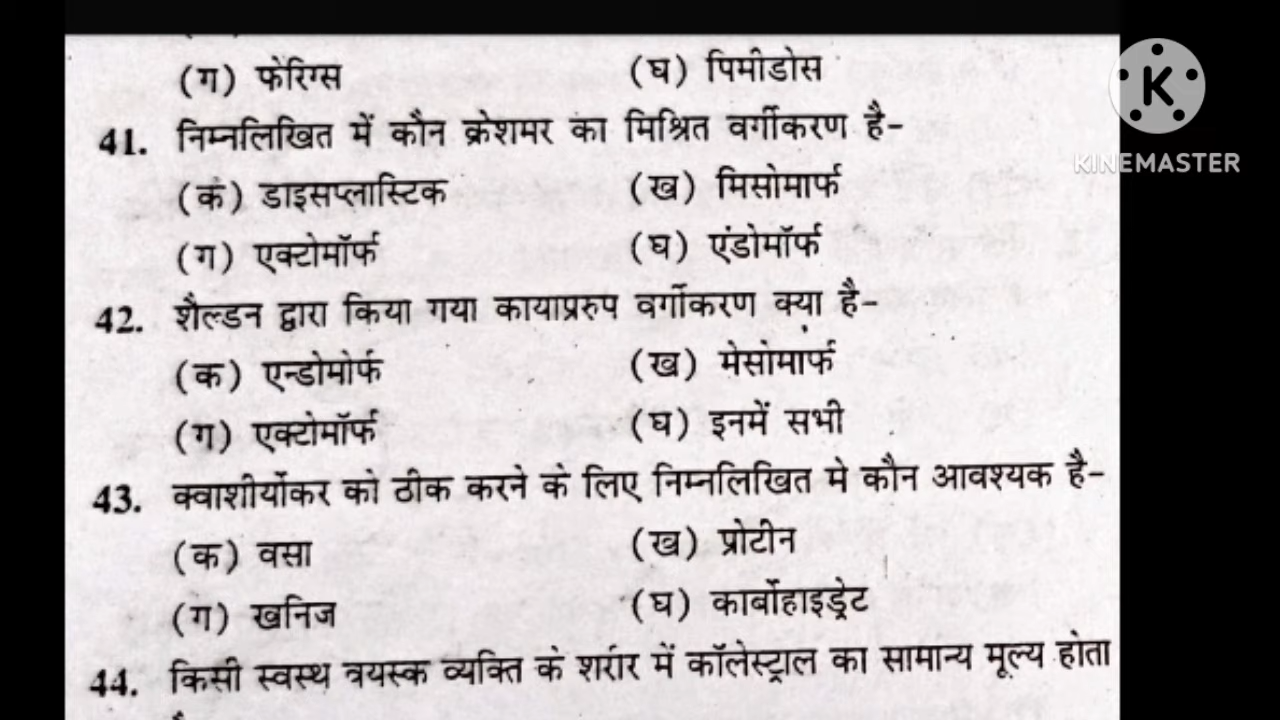 (ग) फेरिग्स (घ) पिमीडोस
41. निम्नलिखित में कौन क्रेशमर का मिश्रित वर्गीकरण है-
(क) डाइसप्लास्टिक (ख) मिसोमार्फ
(ग) एक्टोमॉर्फ (घ) एंडोमॉर्फ
42. शैल्डन द्वारा किया गया कायाप्ररुप वर्गीकरण क्या है-
(क) एन्डोमोर्फ (ख) मेसोमार्फ
(ग) एक्टोमॉर्फ (घ) इनमें सभी
43. क्वाशीर्योकर को ठीक करने के लिए निम्नलिखित मे कौन आवश्यक है-
(क) वसा (ख) प्रोटीन
(ग) खनिज (घ) कार्बोहाइड्रेट
44. किसी स्वस्थ वयस्क व्यक्ति के शरीर में कॉलेस्ट्राल का सामान्य मूल्य होता
K
KINEMASTER